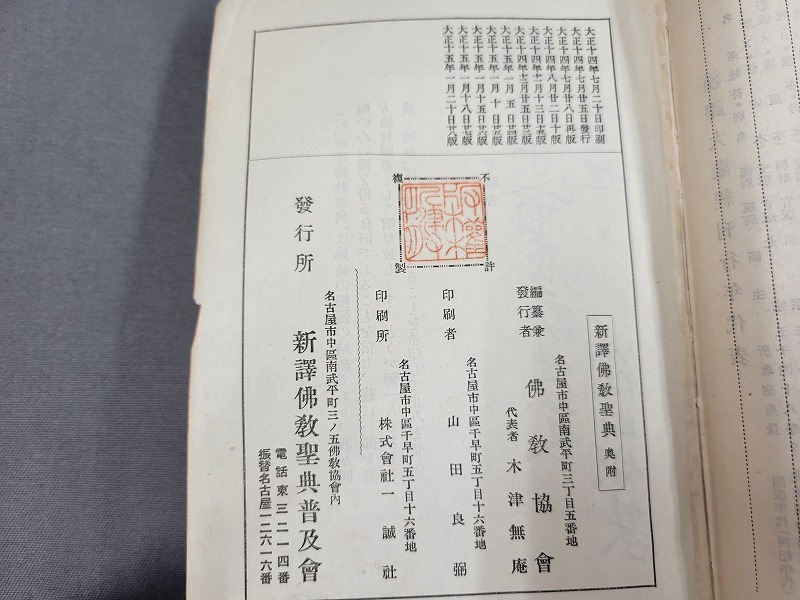 大正十四年七月二十日印刷
大正十四年七月廿五日發行
大正十四年七月廿八日再版
大正十四年八月廿二日十版
大正十五年一月五日廿四版
大正十五年一月十日廿五版
大正十五年一月十五日廿六版
大正十五年一月十八日廿七版
大正十五年一月二十日廿八版
不許
複製
新譯佛教聖典 奥附
名古屋市中區南武平町三丁目五番地
編纂兼
發行者
佛教協會
代表者 木津無庵
名古屋市中區千早町五丁目十六番地
印刷者 山田良弼
名古屋市中區千早町五丁目十六番地
印刷所 株式會社一誠社
名古屋市中區南武平町三ノ五佛教協會内
發行所 新譯佛教聖典普及會
電話東三二一四番
振替名古屋一二六一六番